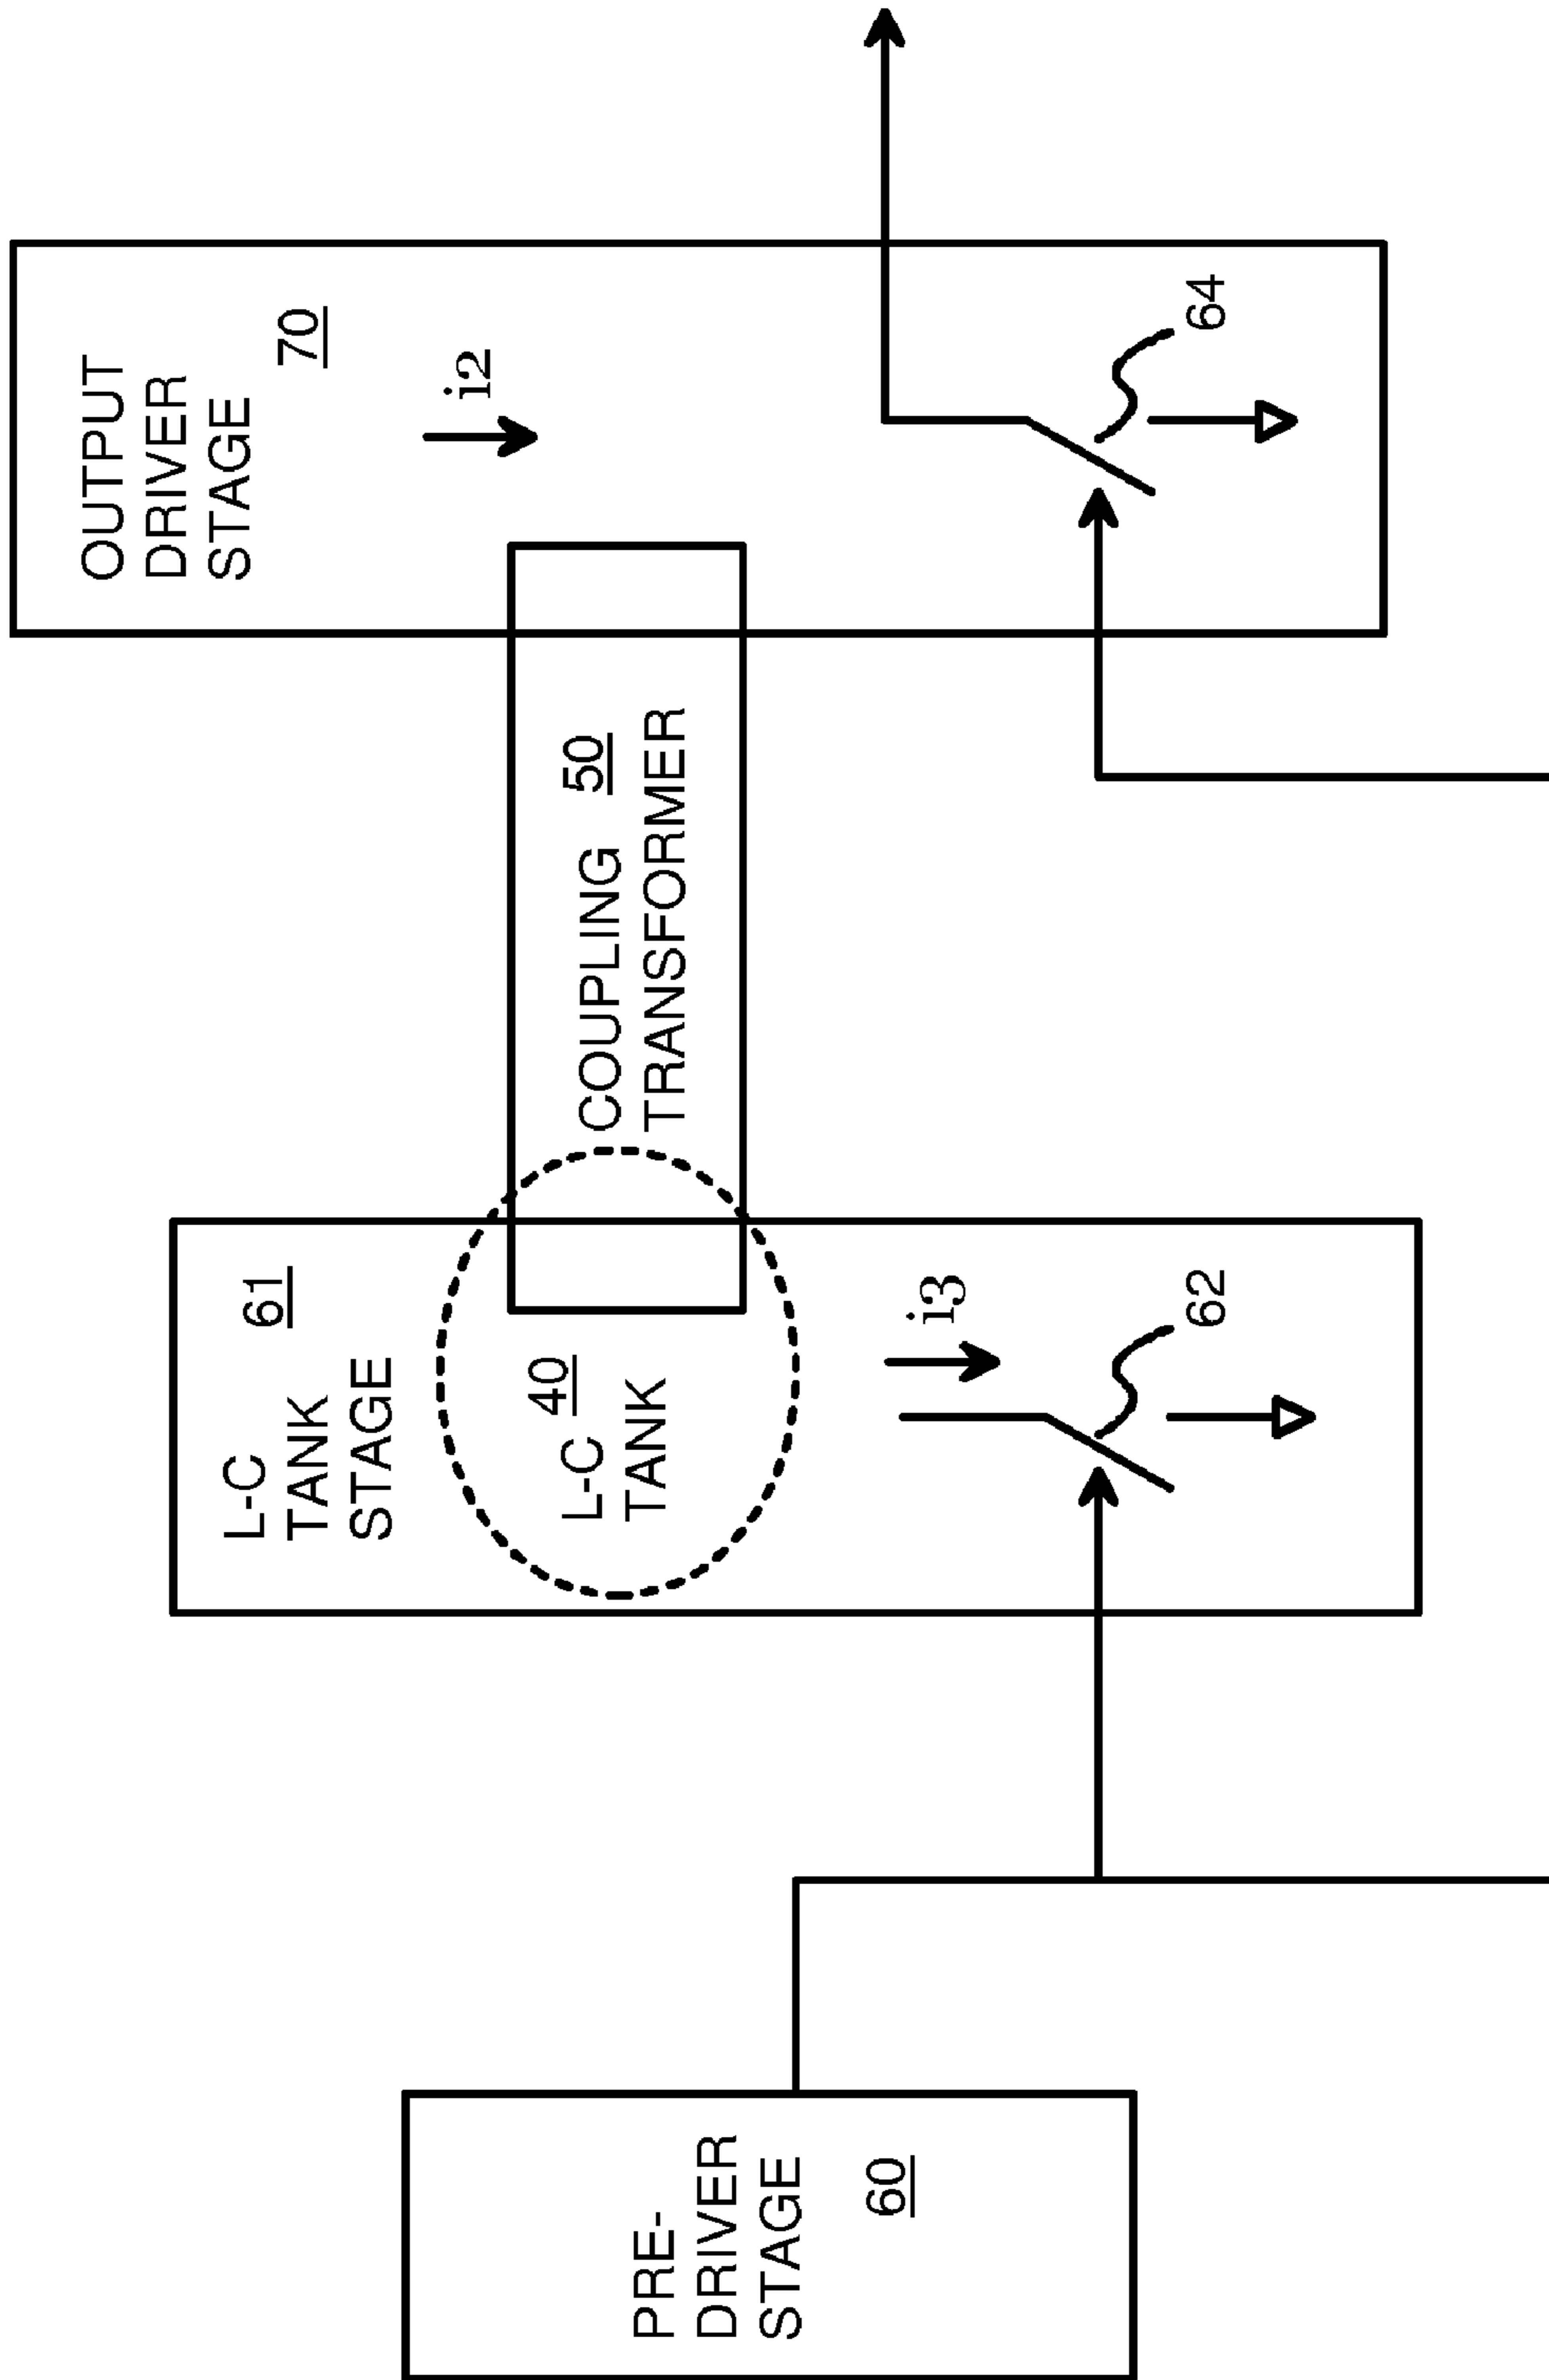 PRE-
DRIVER
STAGE
60
L-C
TANK
STAGE
61
L-C 40
TANK
i3
62
COUPLING 50
TRANSFORMER
OUTPUT
DRIVER
STAGE
70
i2
64